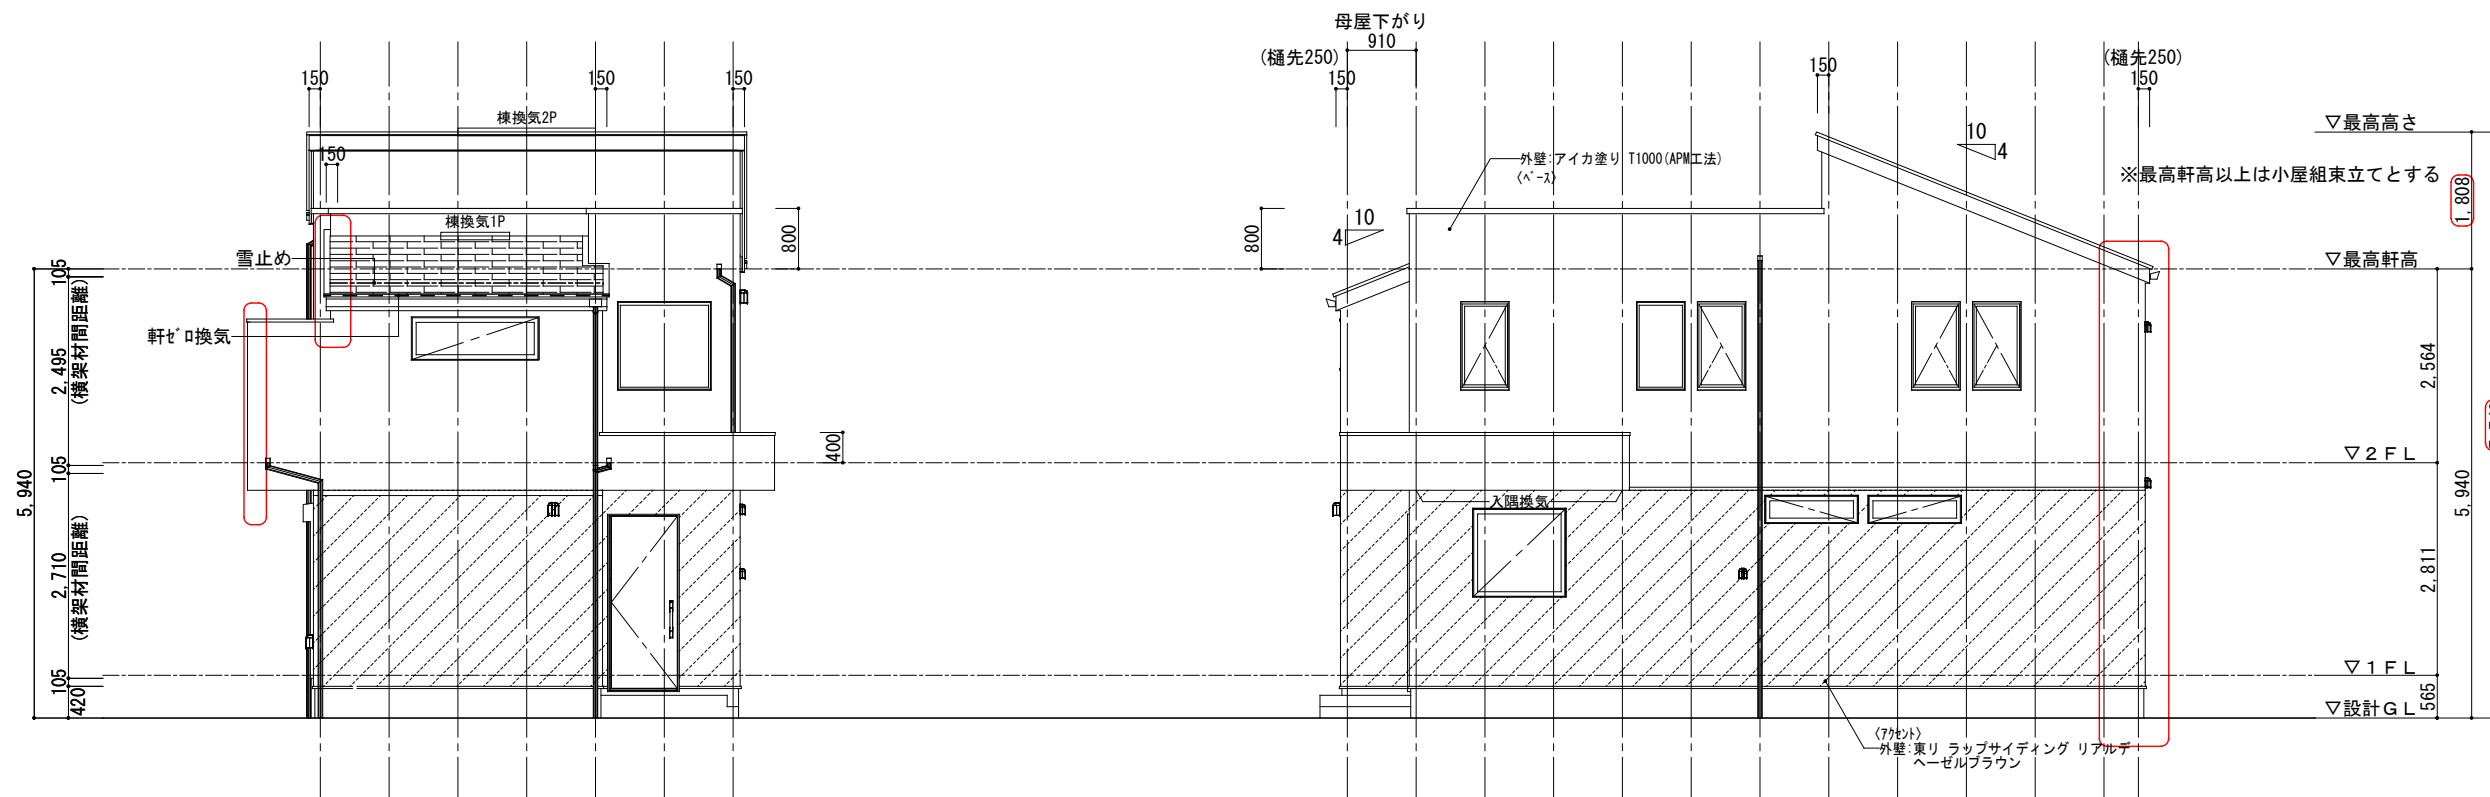 母屋下がり
910
(樋先250)
150
150
(樋先250)
150
150
150
150
棟換気2P
150
棟換気1P
雪止め
軒ｾﾞﾛ換気
800
400
105
2,495
(横架材間距離)
105
2,710
(横架材間距離)
105
420
5,940
800
10
4
外壁:アイカ塗り T1000(APM工法)
〈ﾍﾞｰｽ〉
10
4
▽最高高さ
※最高軒高以上は小屋組束立てとする
1,808
▽最高軒高
2,564
▽２ＦＬ
入隅換気
2,811
5,940
▽１ＦＬ
565
▽設計ＧＬ
〈ｱｸｾﾝﾄ〉
外壁:東リ ラップサイディング リアルデ
ヘーゼルブラウン